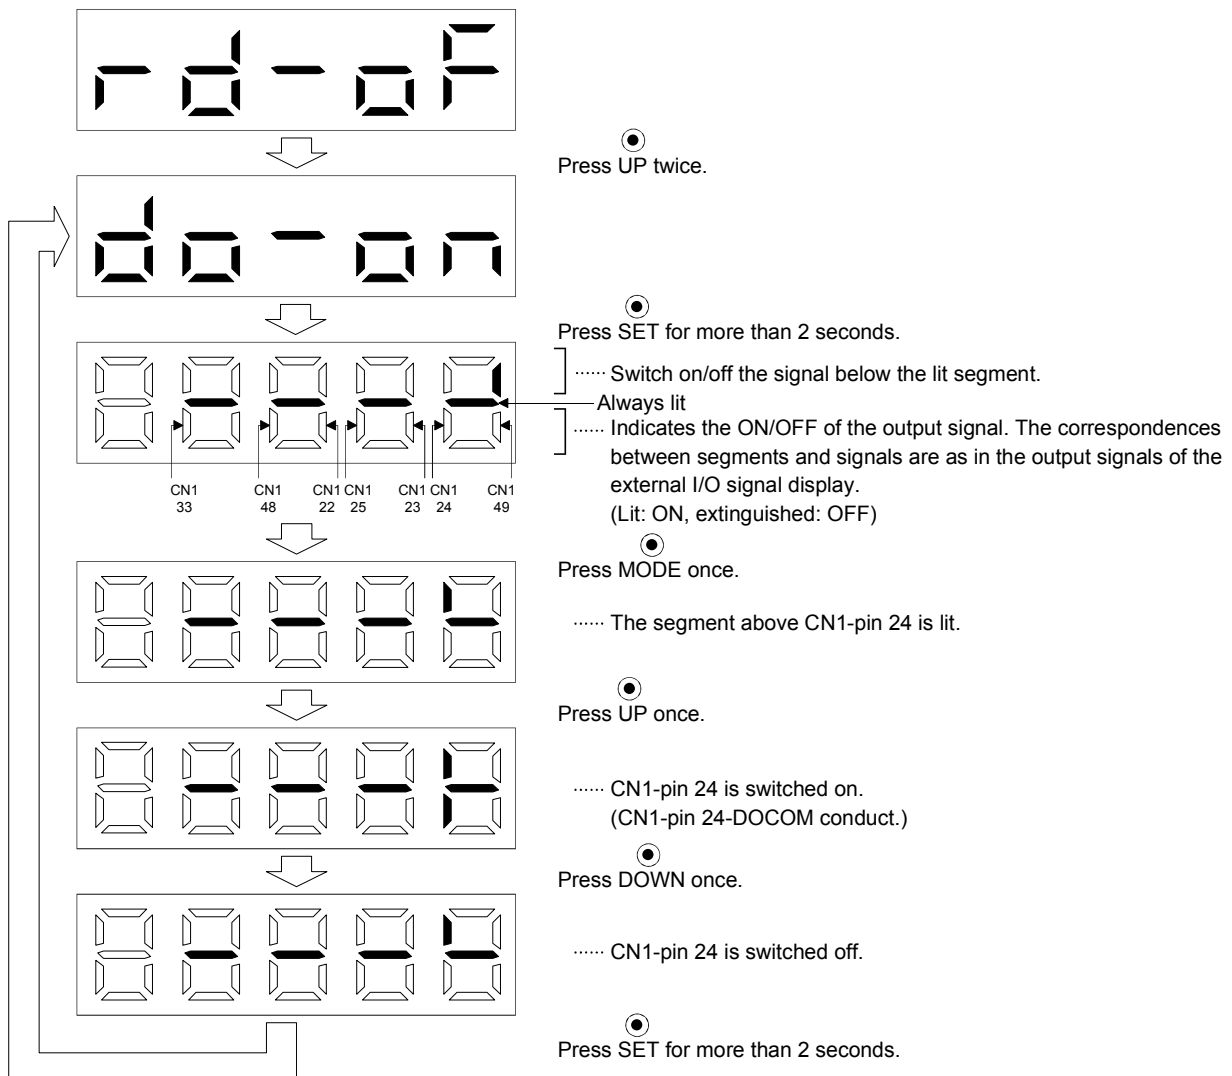 rd-oF
Press UP twice.
do-on
Press SET for more than 2 seconds.
······ Switch on/off the signal below the lit segment.
Always lit
······ Indicates the ON/OFF of the output signal. The correspondences
between segments and signals are as in the output signals of the
external I/O signal display.
(Lit: ON, extinguished: OFF)
CN1 CN1 CN1 CN1 CN1 CN1 CN1
33 48 22 25 23 24 49
Press MODE once.
······ The segment above CN1-pin 24 is lit.
Press UP once.
······ CN1-pin 24 is switched on.
(CN1-pin 24-DOCOM conduct.)
Press DOWN once.
······ CN1-pin 24 is switched off.
Press SET for more than 2 seconds.